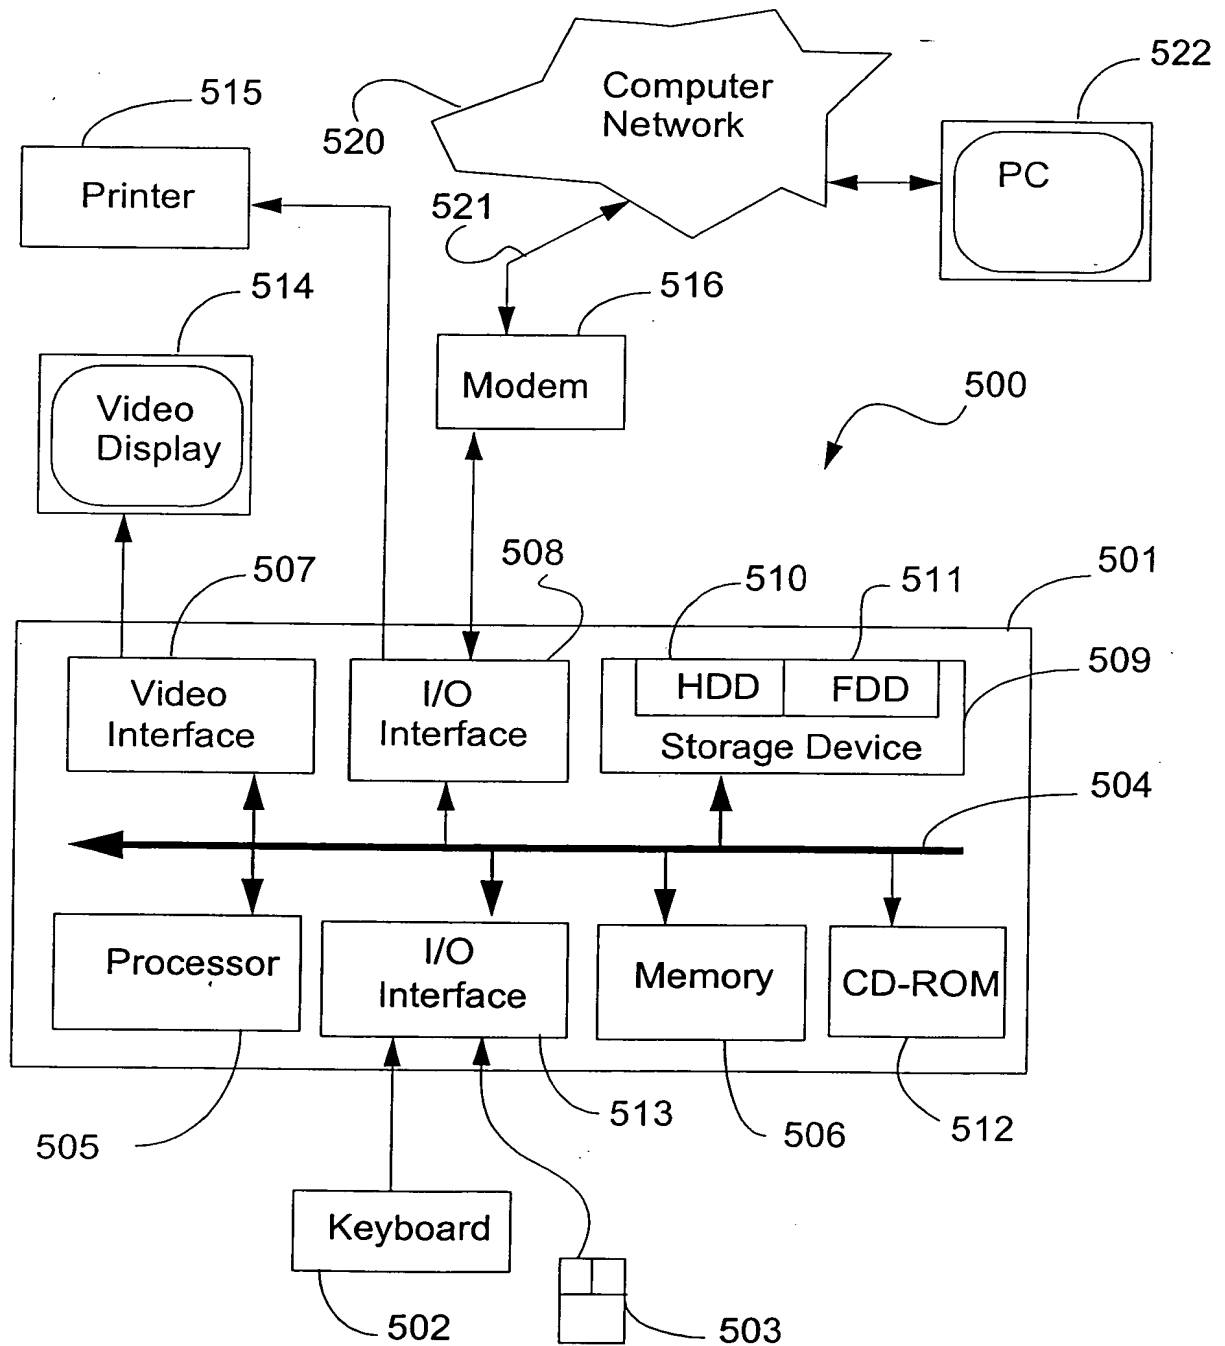 522
515
Computer
Network
520
PC
Printer
521
514
516
Video
Display
Modem
500
508
501
507
510
511
509
Video
Interface
I/O
Interface
HDD
FDD
Storage Device
504
Processor
I/O
Interface
Memory
CD-ROM
513
505
506
512
Keyboard
502
503